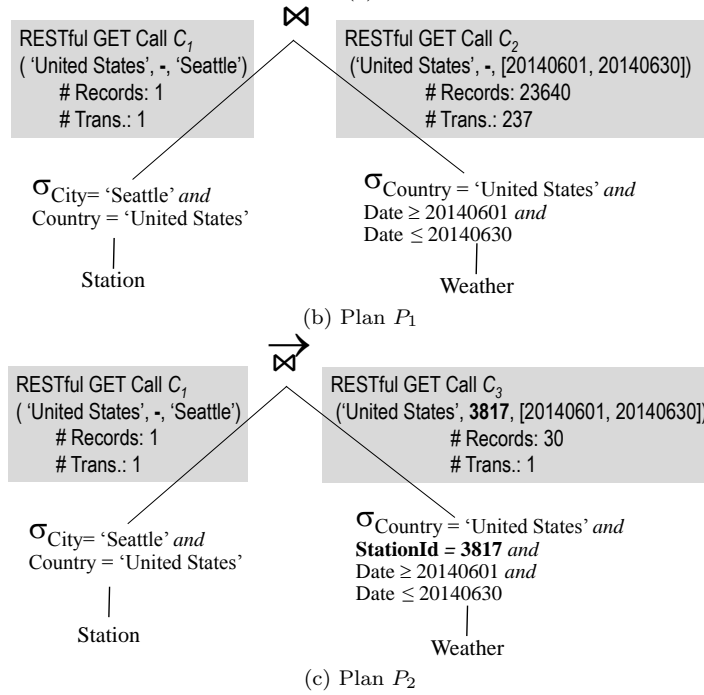 ⋈
RESTful GET Call C1
( 'United States', -, 'Seattle')
# Records: 1
# Trans.: 1
RESTful GET Call C2
('United States', -, [20140601, 20140630])
# Records: 23640
# Trans.: 237
σCity= 'Seattle' and
Country = 'United States'
Station
σCountry = 'United States' and
Date ≥ 20140601 and
Date ≤ 20140630
Weather
(b) Plan P1
⋈
RESTful GET Call C1
( 'United States', -, 'Seattle')
# Records: 1
# Trans.: 1
RESTful GET Call C3
('United States', 3817, [20140601, 20140630])
# Records: 30
# Trans.: 1
σCity= 'Seattle' and
Country = 'United States'
Station
σCountry = 'United States' and
StationId = 3817 and
Date ≥ 20140601 and
Date ≤ 20140630
Weather
(c) Plan P2